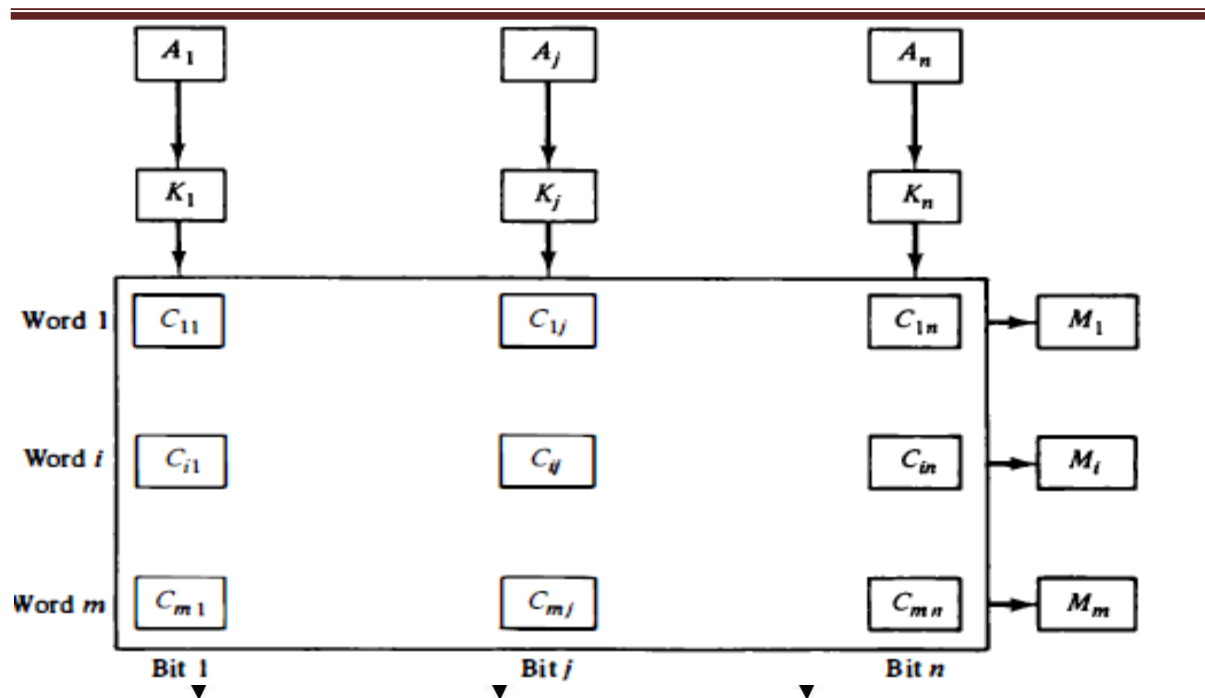 A₁ Aⱼ Aₙ
K₁ Kⱼ Kₙ
Word 1 C₁₁ C₁ⱼ C₁ₙ M₁
Word i Cᵢ₁ Cᵢⱼ Cᵢₙ Mᵢ
Word m Cₘ₁ Cₘⱼ Cₘₙ Mₘ
Bit 1 Bit j Bit n